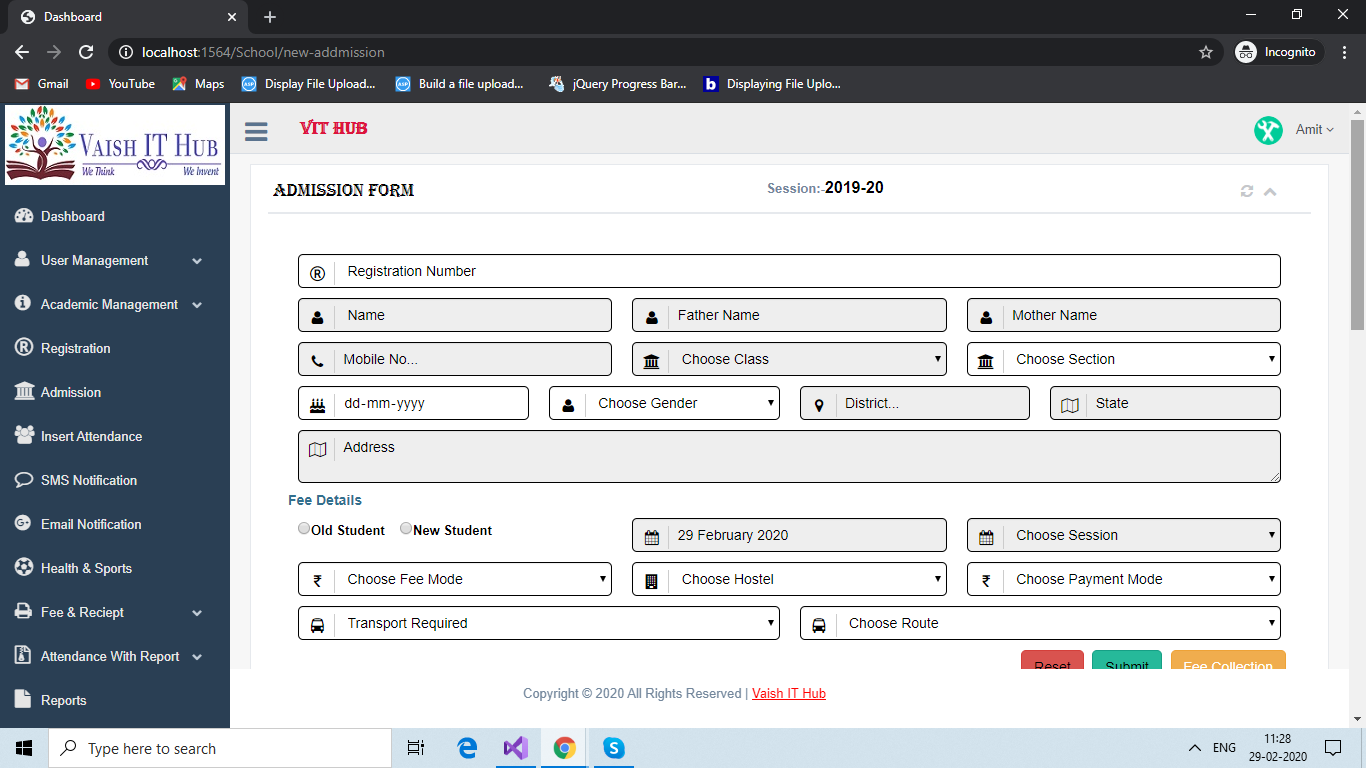 Dashboard
localhost:1564/School/new-addmission
Incognito
Gmail YouTube Maps Display File Upload... Build a file upload... jQuery Progress Bar... Displaying File Uplo...
VAISH IT HUB
We Think We Invent
VIT HUB
Amit
Dashboard
User Management
Academic Management
Registration
Admission
Insert Attendance
SMS Notification
Email Notification
Health & Sports
Fee & Reciept
Attendance With Report
Reports
ADMISSION FORM
Session:-2019-20
Registration Number
Name Father Name Mother Name
Mobile No... Choose Class Choose Section
dd-mm-yyyy Choose Gender District... State
Address
Fee Details
Old Student New Student 29 February 2020 Choose Session
Choose Fee Mode Choose Hostel Choose Payment Mode
Transport Required Choose Route
Reset Submit Fee Collection
Copyright © 2020 All Rights Reserved | Vaish IT Hub
Type here to search
ENG
11:28
29-02-2020